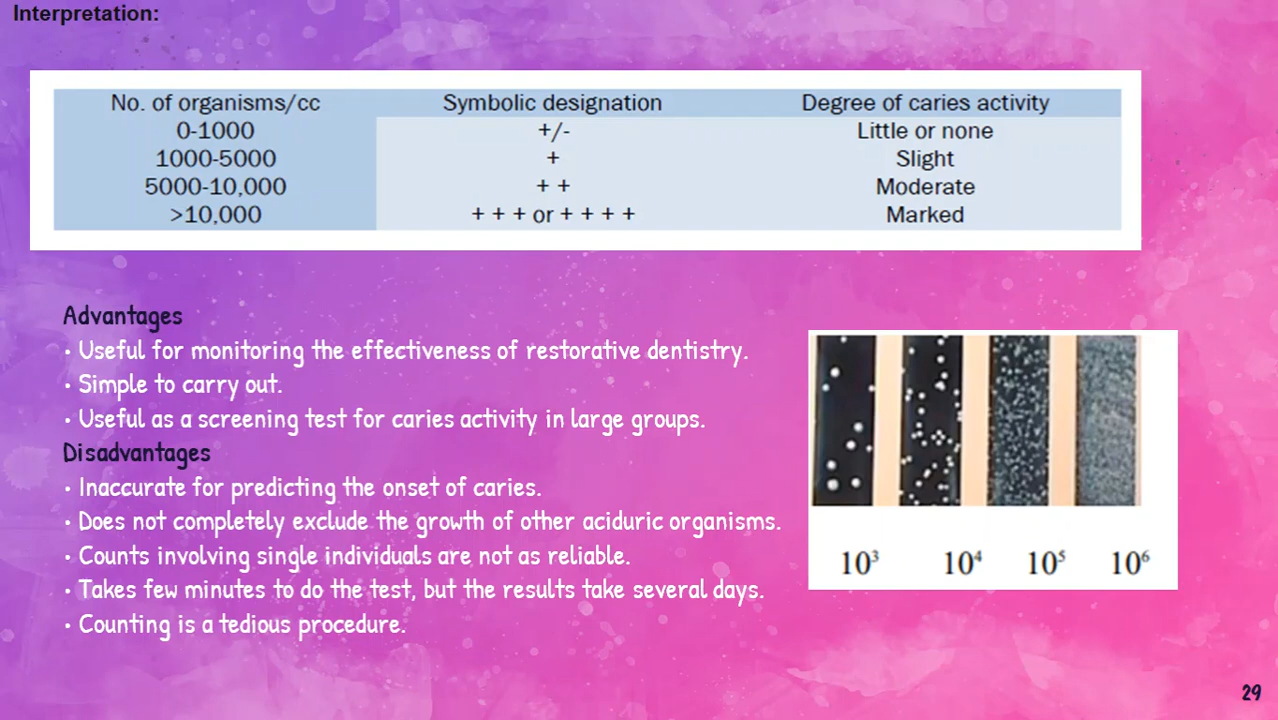 Interpretation:
No. of organisms/cc Symbolic designation Degree of caries activity
0-1000 +/- Little or none
1000-5000 + Slight
5000-10,000 + + Moderate
>10,000 + + + or + + + + Marked
Advantages
• Useful for monitoring the effectiveness of restorative dentistry.
• Simple to carry out.
• Useful as a screening test for caries activity in large groups.
Disadvantages
• Inaccurate for predicting the onset of caries.
• Does not completely exclude the growth of other aciduric organisms.
• Counts involving single individuals are not as reliable.
• Takes few minutes to do the test, but the results take several days.
• Counting is a tedious procedure.
10³ 10⁴ 10⁵ 10⁶
29